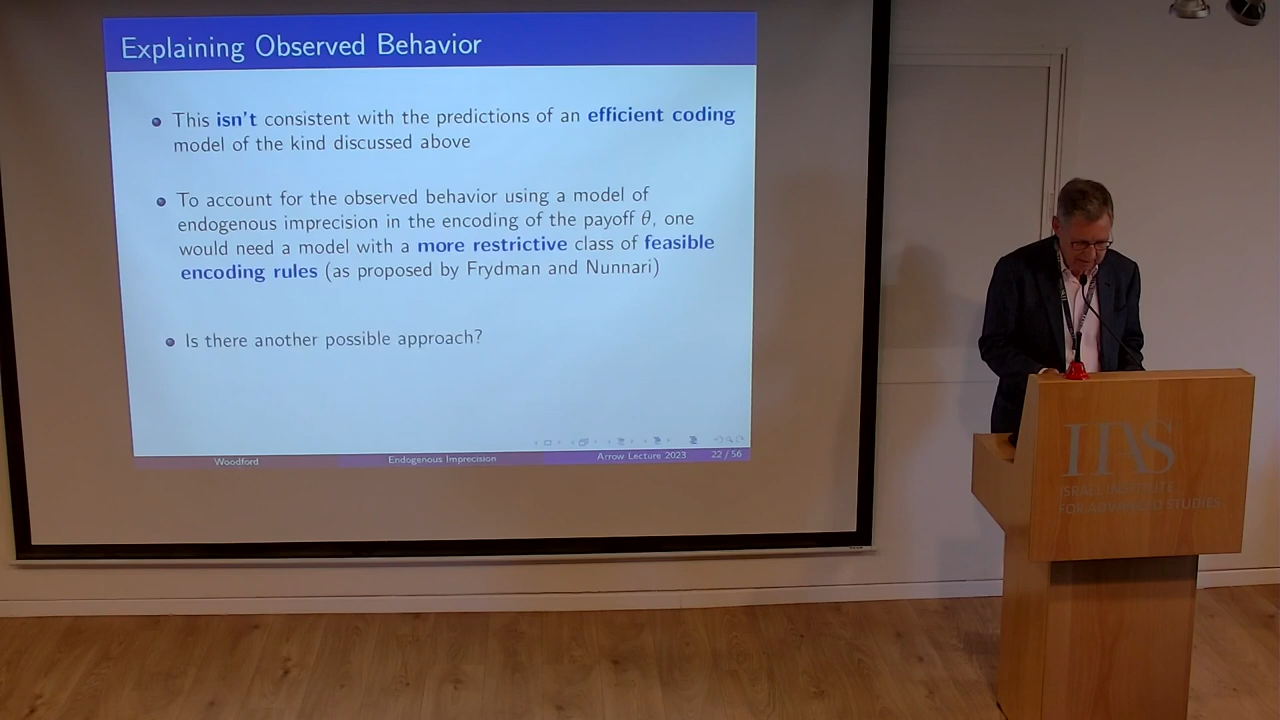 Explaining Observed Behavior
This isn't consistent with the predictions of an efficient coding
model of the kind discussed above
To account for the observed behavior using a model of
endogenous imprecision in the encoding of the payoff θ, one
would need a model with a more restrictive class of feasible
encoding rules (as proposed by Frydman and Nunnari)
Is there another possible approach?
Woodford Endogenous Imprecision Arrow Lecture 2023 22 / 56
IIAS
ISRAEL INSTITUTE
FOR ADVANCED STUDIES